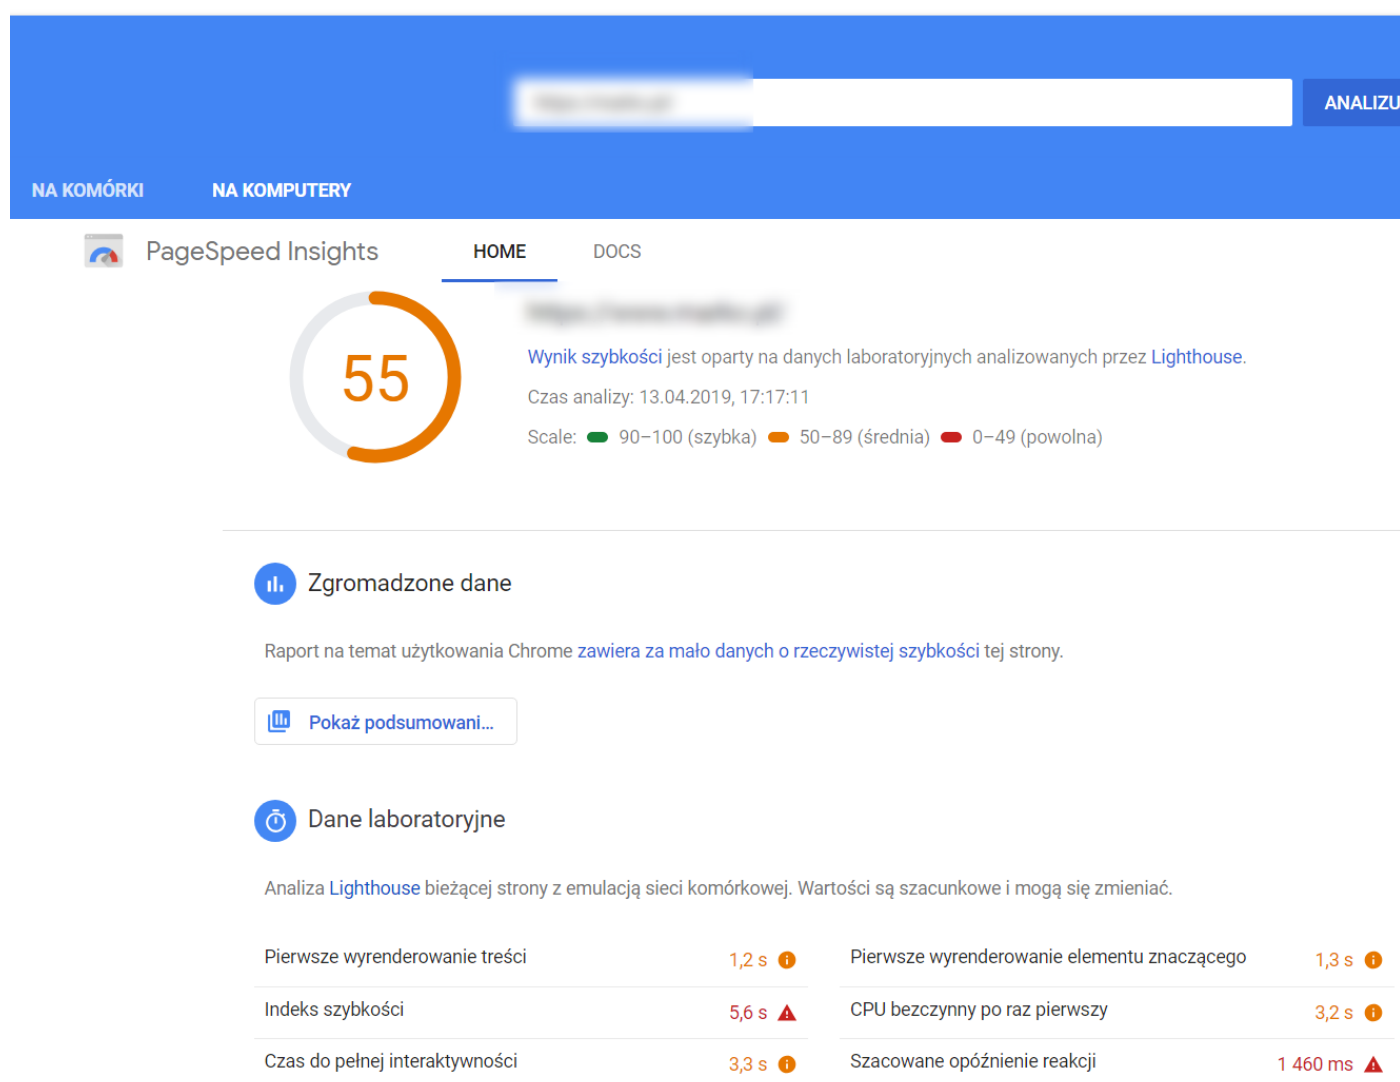 ANALIZU
NA KOMÓRKI NA KOMPUTERY
PageSpeed Insights HOME DOCS
55
Wynik szybkości jest oparty na danych laboratoryjnych analizowanych przez Lighthouse.
Czas analizy: 13.04.2019, 17:17:11
Scale: 90–100 (szybka) 50–89 (średnia) 0–49 (powolna)
Zgromadzone dane
Raport na temat użytkowania Chrome zawiera za mało danych o rzeczywistej szybkości tej strony.
Pokaż podsumowani...
Dane laboratoryjne
Analiza Lighthouse bieżącej strony z emulacją sieci komórkowej. Wartości są szacunkowe i mogą się zmieniać.
Pierwsze wyrenderowanie treści 1,2 s
Pierwsze wyrenderowanie elementu znaczącego 1,3 s
Indeks szybkości 5,6 s
CPU bezczynny po raz pierwszy 3,2 s
Czas do pełnej interaktywności 3,3 s
Szacowane opóźnienie reakcji 1 460 ms